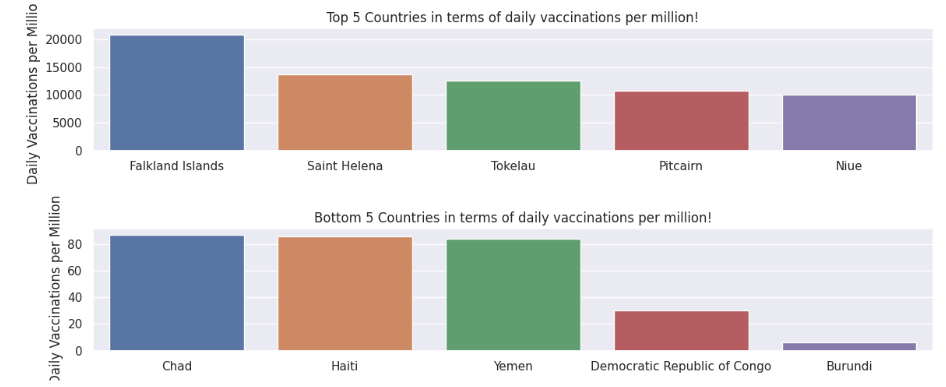 Top 5 Countries in terms of daily vaccinations per million!
Daily Vaccinations per Millio
20000
15000
10000
5000
0
Falkland Islands
Saint Helena
Tokelau
Pitcairn
Niue
Bottom 5 Countries in terms of daily vaccinations per million!
Daily Vaccinations per Million
80
60
40
20
0
Chad
Haiti
Yemen
Democratic Republic of Congo
Burundi